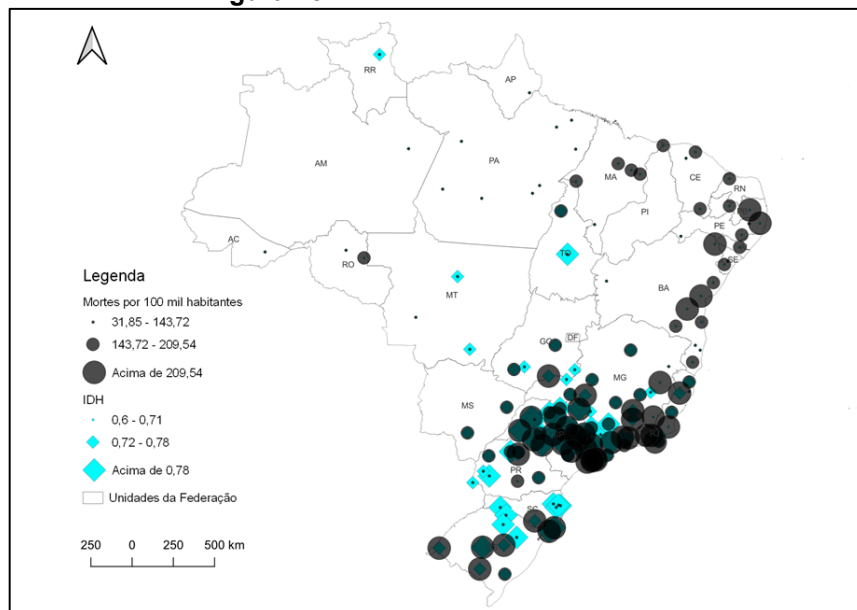 RR
AP
AM
PA
MA
CE
RN
PI
PE
AC
TO
SE
RO
BA
MT
GO
DF
MG
MS
PR
SC
Legenda
Mortes por 100 mil habitantes
31,85 - 143,72
143,72 - 209,54
Acima de 209,54
IDH
0,6 - 0,71
0,72 - 0,78
Acima de 0,78
Unidades da Federação
250 0 250 500 km